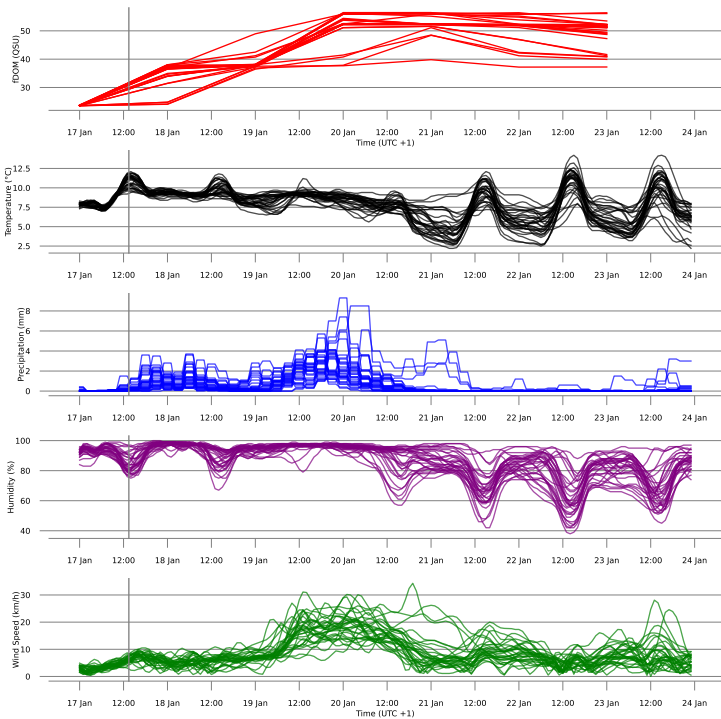 fDOM (QSU)
50
40
30
17 Jan 12:00 18 Jan 12:00 19 Jan 12:00 20 Jan 12:00 21 Jan 12:00 22 Jan 12:00 23 Jan 12:00 24 Jan
Time (UTC +1)
Temperature (°C)
12.5
10.0
7.5
5.0
2.5
17 Jan 12:00 18 Jan 12:00 19 Jan 12:00 20 Jan 12:00 21 Jan 12:00 22 Jan 12:00 23 Jan 12:00 24 Jan
Precipitation (mm)
8
6
4
2
0
17 Jan 12:00 18 Jan 12:00 19 Jan 12:00 20 Jan 12:00 21 Jan 12:00 22 Jan 12:00 23 Jan 12:00 24 Jan
Humidity (%)
100
80
60
40
17 Jan 12:00 18 Jan 12:00 19 Jan 12:00 20 Jan 12:00 21 Jan 12:00 22 Jan 12:00 23 Jan 12:00 24 Jan
Wind Speed (km/h)
30
20
10
0
17 Jan 12:00 18 Jan 12:00 19 Jan 12:00 20 Jan 12:00 21 Jan 12:00 22 Jan 12:00 23 Jan 12:00 24 Jan
Time (UTC +1)